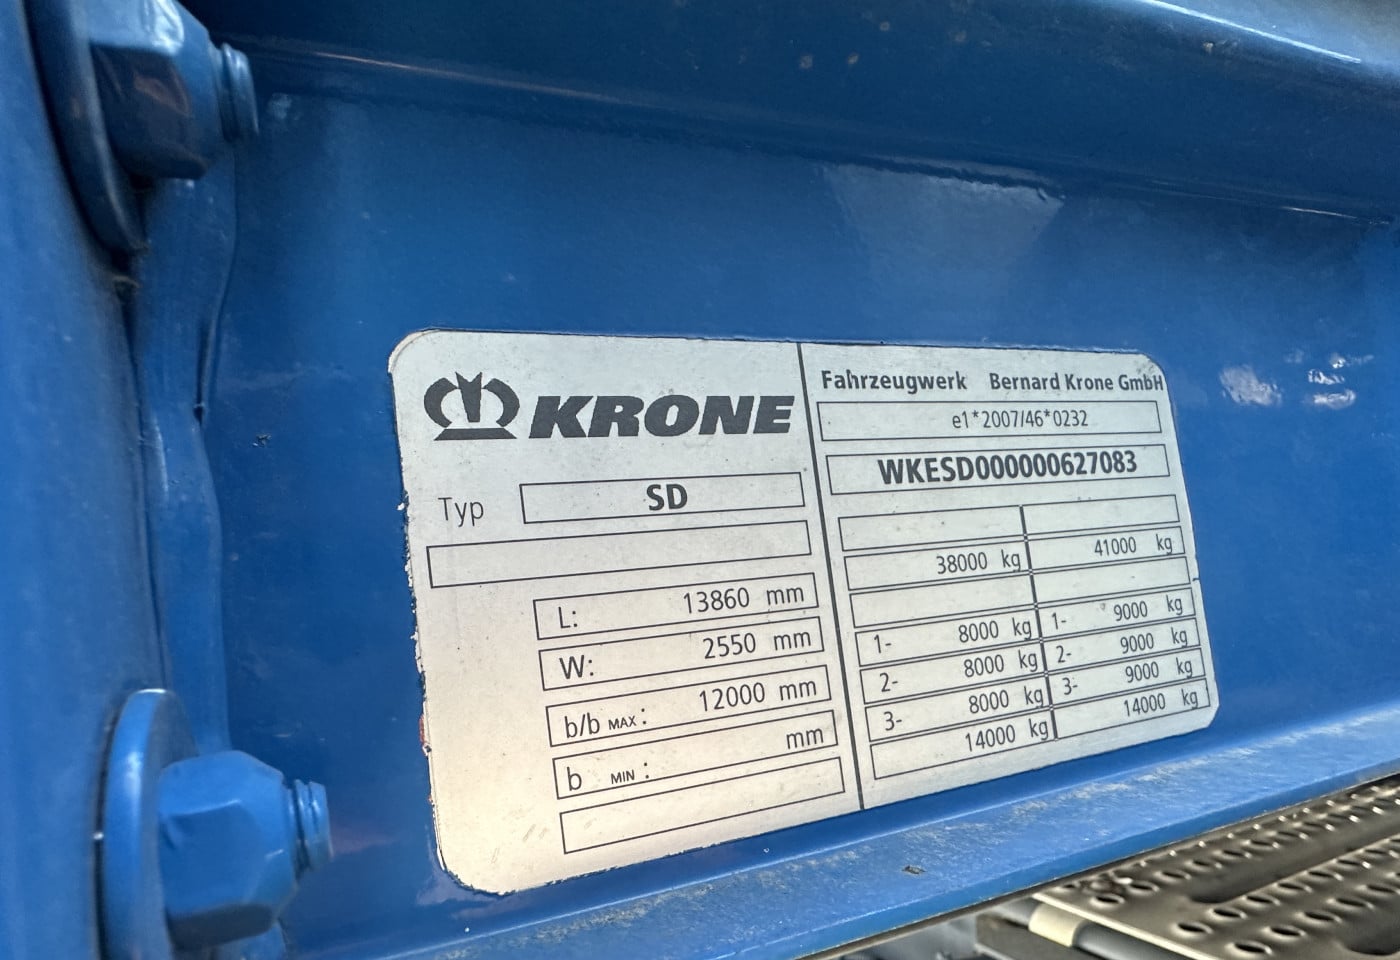 KRONE
Typ SD
L: 13860 mm
W: 2550 mm
b/b MAX: 12000 mm
b MIN: mm
Fahrzeugwerk Bernard Krone GmbH
e1*2007/46*0232
WKESD000000627083
38000 kg 41000 kg
1- 8000 kg 1- 9000 kg
2- 8000 kg 2- 9000 kg
3- 8000 kg 3- 9000 kg
14000 kg 14000 kg